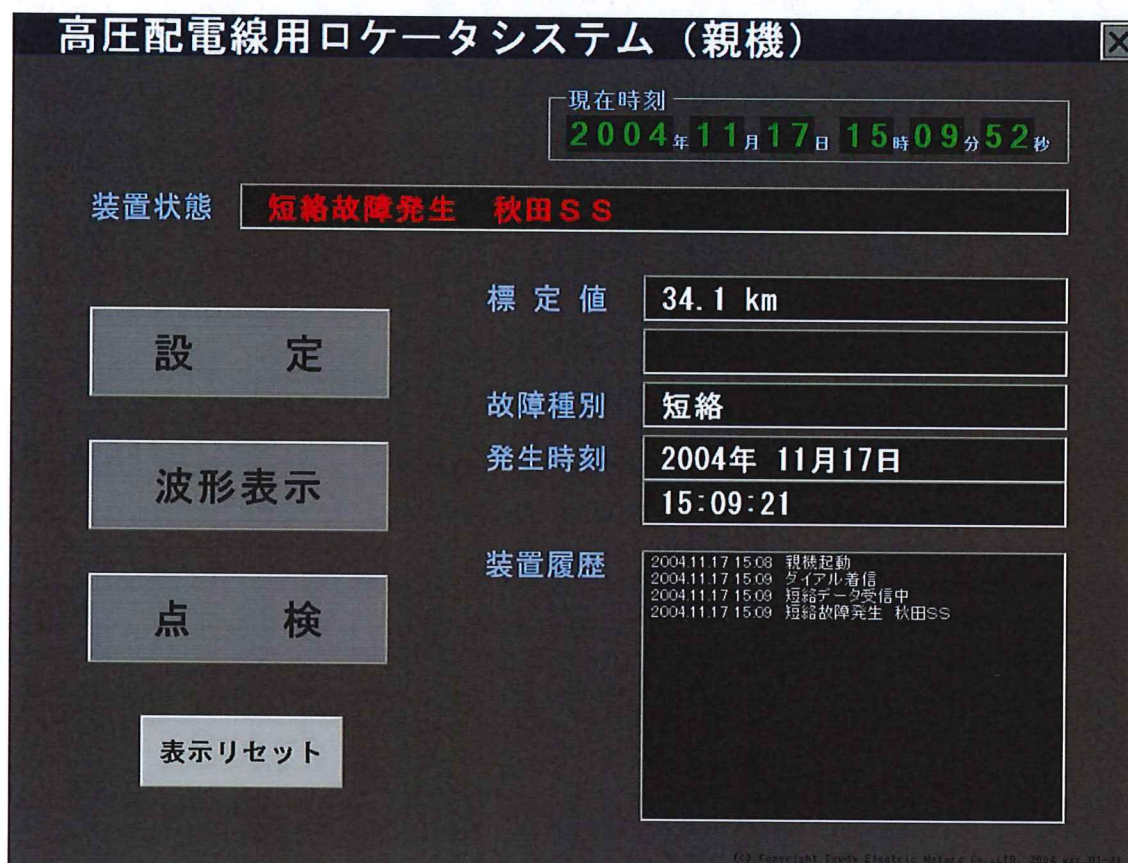 高圧配電線用ロケータシステム（親機）
現在時刻
2004年11月17日 15時09分52秒
装置状態 短絡故障発生 秋田ＳＳ
標 定 値 34.1 km
設 定
故障種別 短絡
発生時刻 2004年 11月17日
15:09:21
波形表示
装置履歴
2004.11.17 15:08 親機起動
2004.11.17 15:09 ダイアル着信
2004.11.17 15:09 短絡データ受信中
2004.11.17 15:09 短絡故障発生 秋田SS
点 検
表示リセット
(C) Copyright